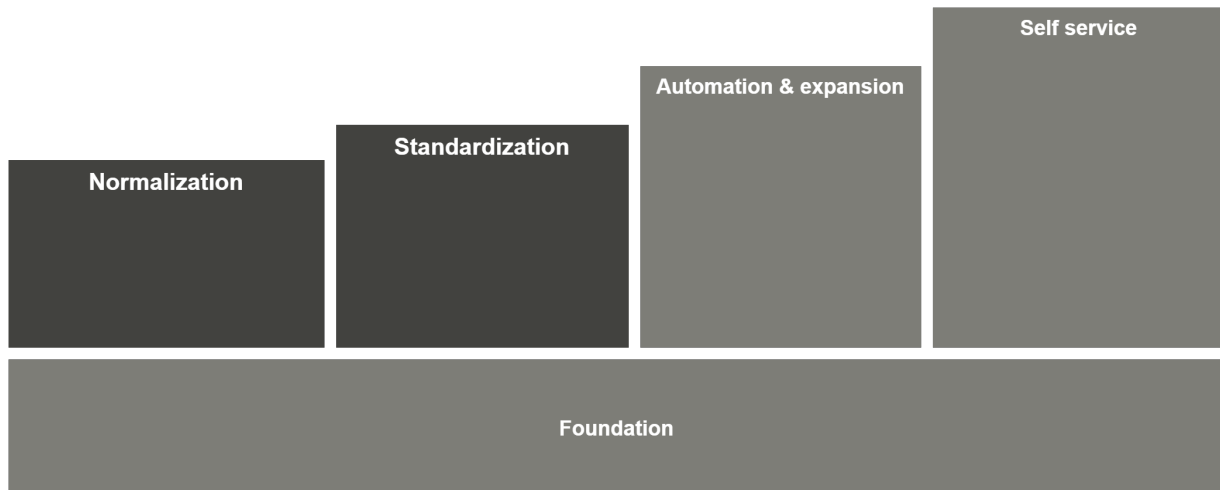 Normalization
Standardization
Automation & expansion
Self service
Foundation